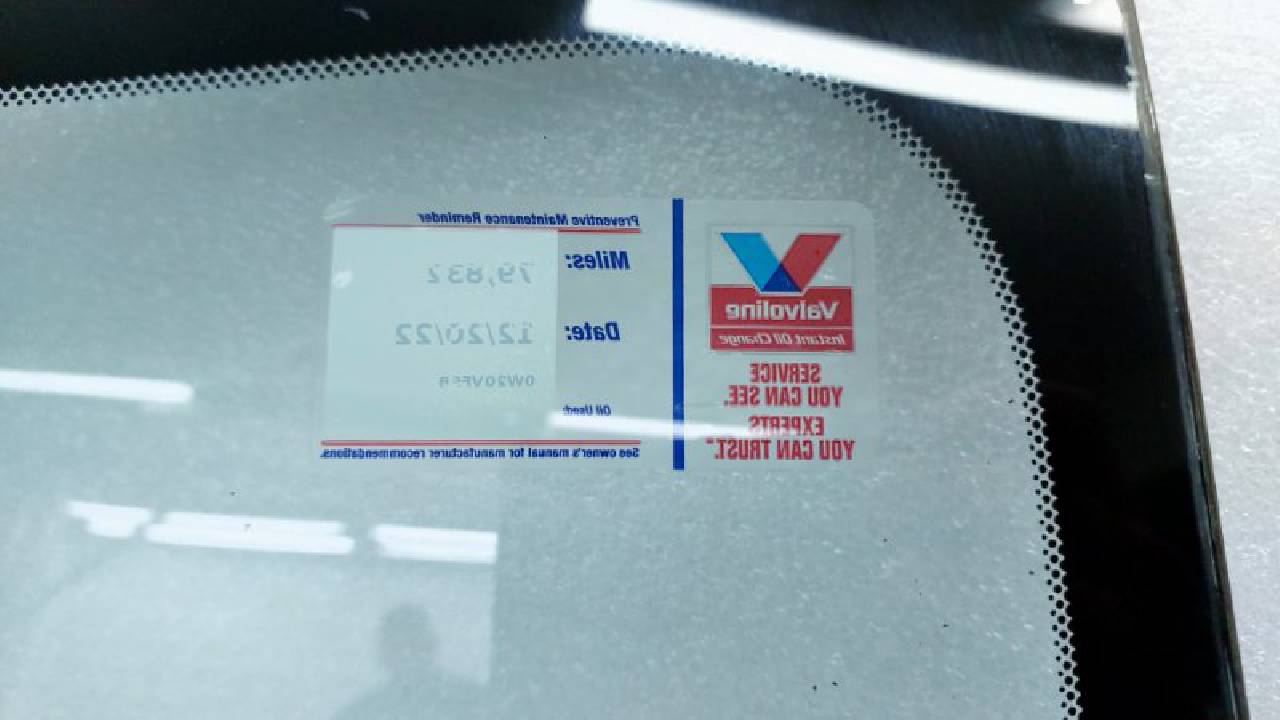 Preventive Maintenance Reminder
Miles: 79,832
Date: 12/20/22
Oil Used:
See owner's manual for manufacturer recommendations.
Valvoline
Instant Oil Change
SERVICE
YOU CAN SEE.
EXPERTS
YOU CAN TRUST.™